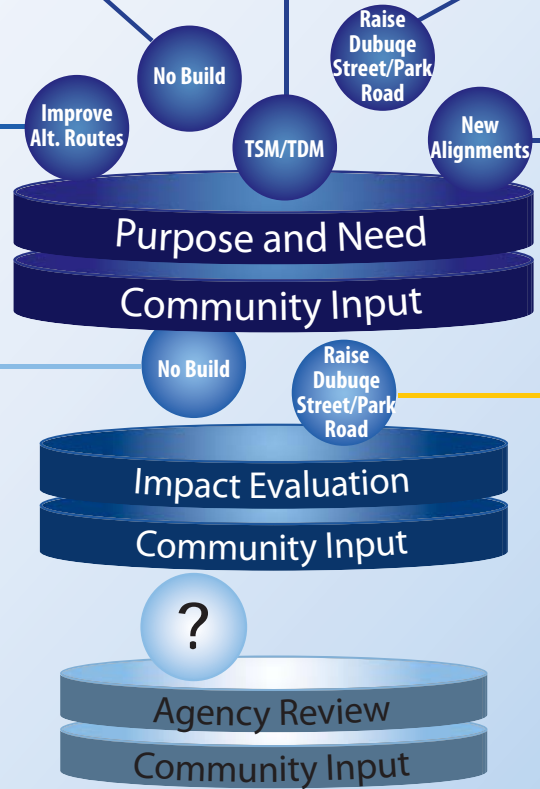 No Build
Raise
Dubuqe
Street/Park
Road
Improve
Alt. Routes
TSM/TDM
New
Alignments
Purpose and Need
Community Input
No Build
Raise
Dubuqe
Street/Park
Road
Impact Evaluation
Community Input
?
Agency Review
Community Input